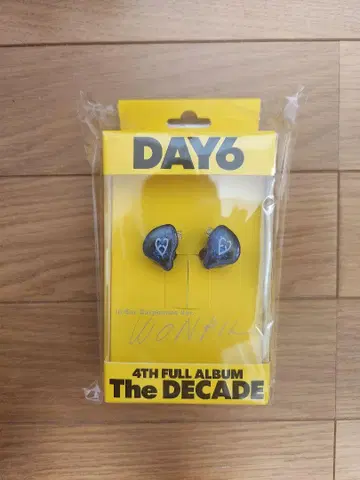 DAY6
WONPIL
4TH FULL ALBUM
The DECADE